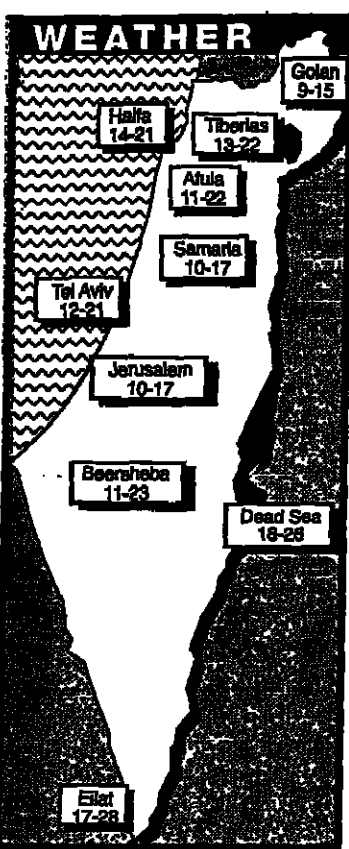 WEATHER
Golan
9-15
Haifa
14-21
Tiberias
13-22
Afula
11-22
Samaria
10-17
Tel Aviv
12-21
Jerusalem
10-17
Beersheba
11-23
Dead Sea
18-26
Eilat
17-28